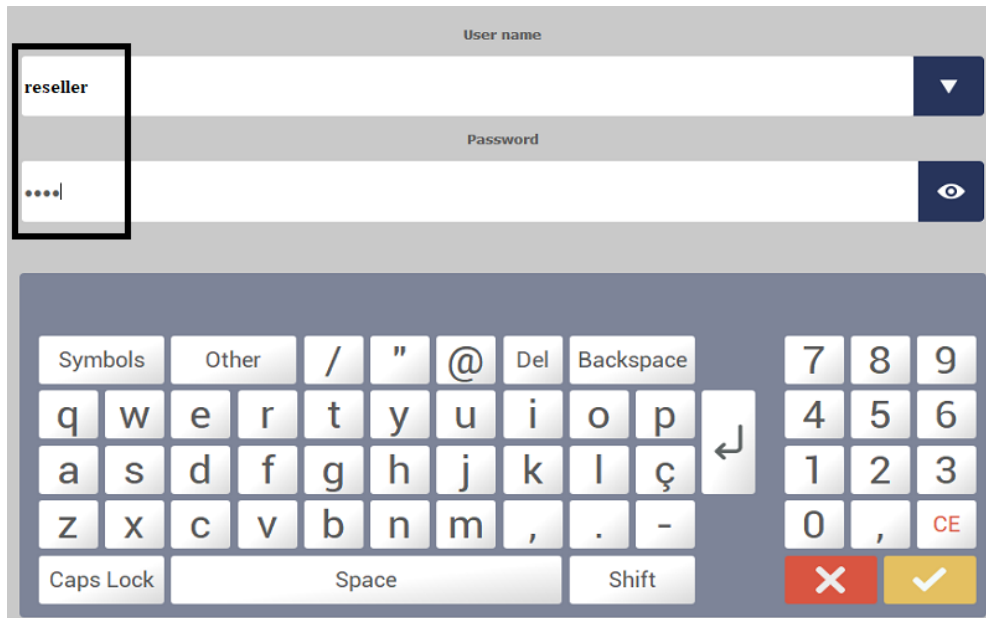 User name
reseller
Password
••••
Symbols Other / " @ Del Backspace 7 8 9
q w e r t y u i o p 4 5 6
a s d f g h j k l ç 1 2 3
z x c v b n m , . - 0 , CE
Caps Lock Space Shift